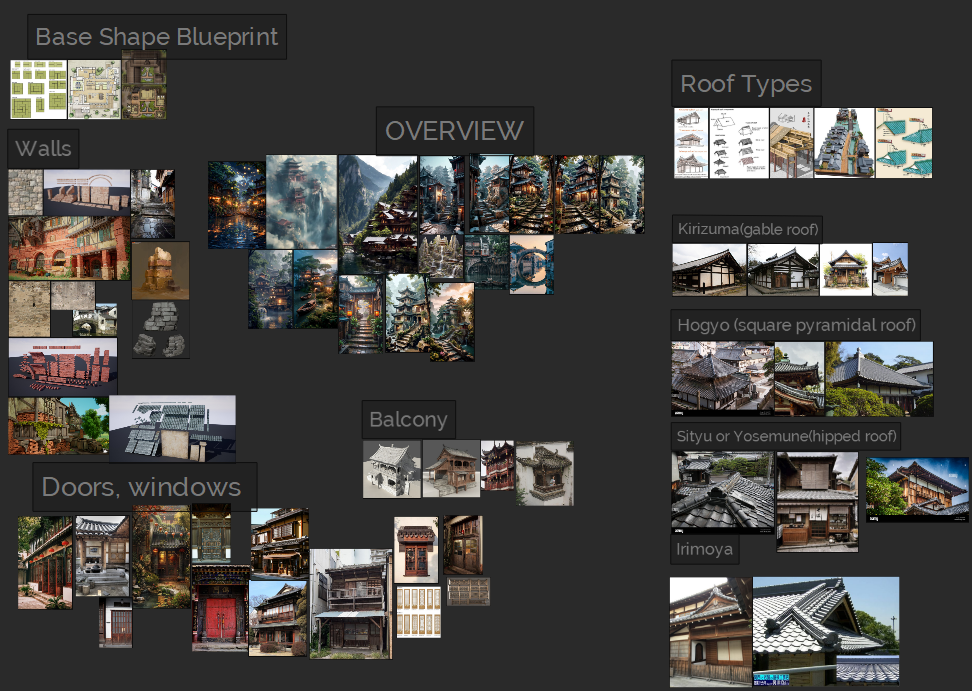 Base Shape Blueprint
OVERVIEW
Roof Types
Walls
Kirizuma(gable roof)
Hogyo (square pyramidal roof)
Balcony
Sityu or Yosemune(hipped roof)
Doors, windows
Irimoya